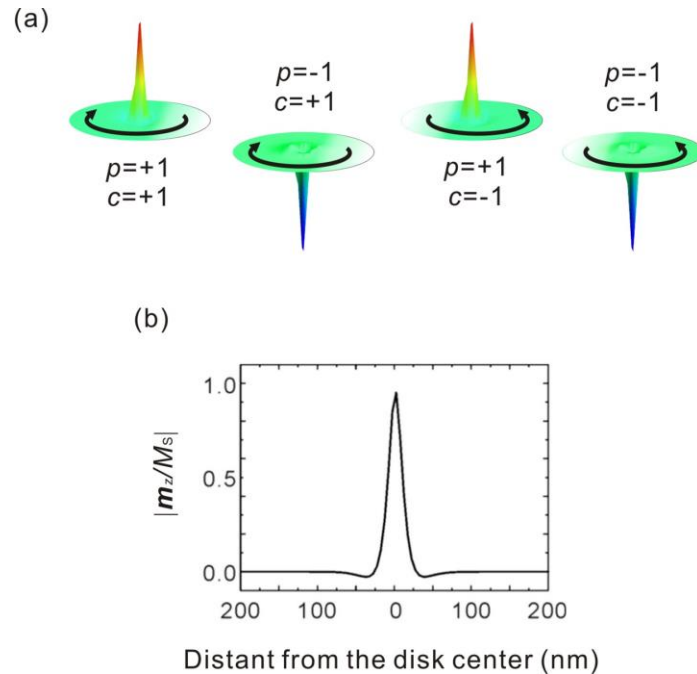 (a)
p=+1
c=+1
p=-1
c=+1
p=+1
c=-1
p=-1
c=-1
(b)
|mz/MS|
1.0
0.5
0.0
200 100 0 100 200
Distant from the disk center (nm)